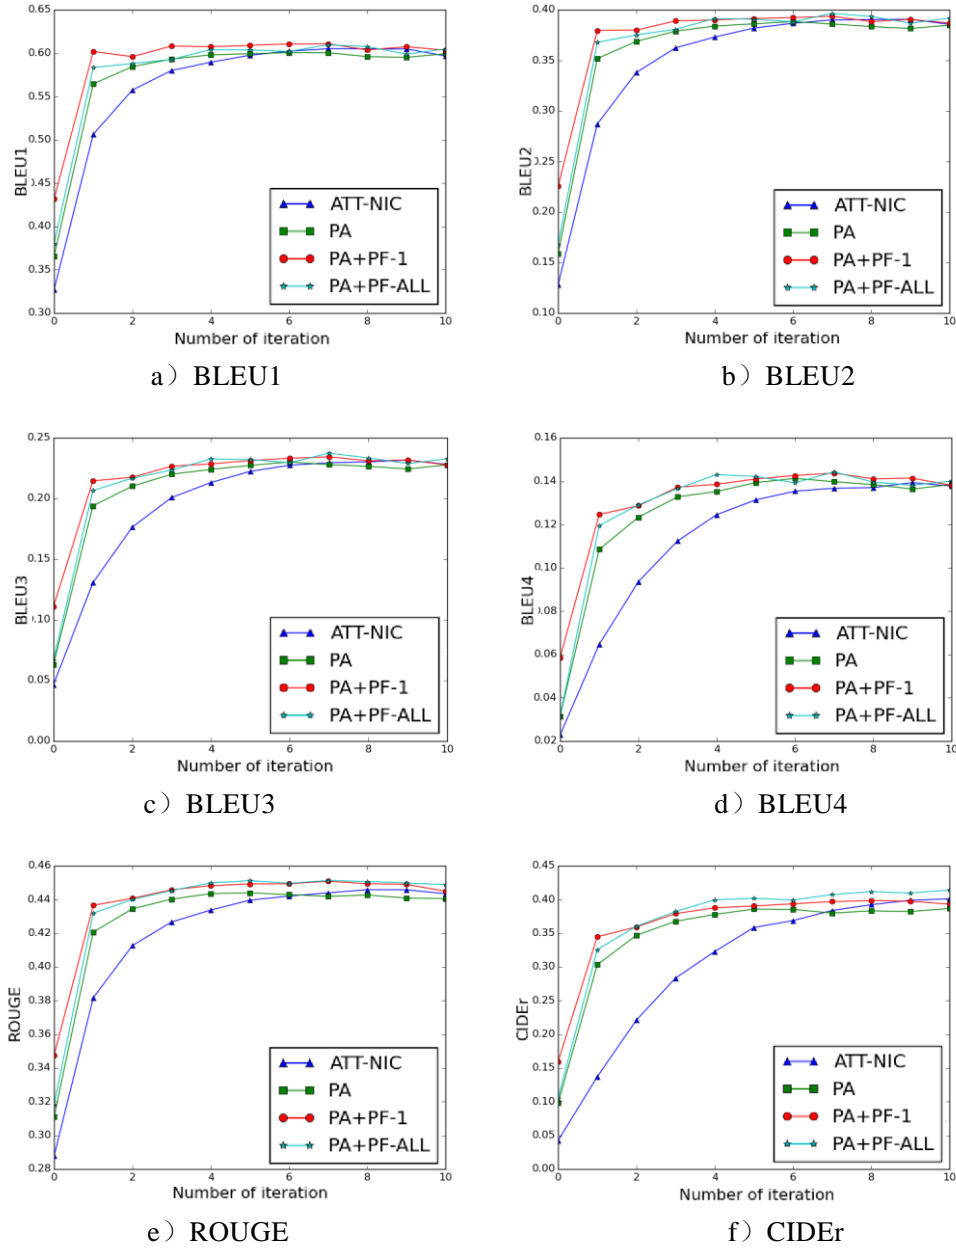 0.65
0.60
0.55
0.50
0.45
0.40
0.35
0.30
BLEU1
ATT-NIC
PA
PA+PF-1
PA+PF-ALL
0 2 4 6 8 10
Number of iteration
a）BLEU1
0.40
0.35
0.30
0.25
0.20
0.15
0.10
BLEU2
ATT-NIC
PA
PA+PF-1
PA+PF-ALL
0 2 4 6 8 10
Number of iteration
b）BLEU2
0.25
0.20
0.15
0.10
0.05
0.00
BLEU3
ATT-NIC
PA
PA+PF-1
PA+PF-ALL
0 2 4 6 8 10
Number of iteration
c）BLEU3
0.16
0.14
0.12
0.10
0.08
0.06
0.04
0.02
BLEU4
ATT-NIC
PA
PA+PF-1
PA+PF-ALL
0 2 4 6 8 10
Number of iteration
d）BLEU4
0.46
0.44
0.42
0.40
0.38
0.36
0.34
0.32
0.30
0.28
ROUGE
ATT-NIC
PA
PA+PF-1
PA+PF-ALL
0 2 4 6 8 10
Number of iteration
e）ROUGE
0.45
0.40
0.35
0.30
0.25
0.20
0.15
0.10
0.05
0.00
CIDEr
ATT-NIC
PA
PA+PF-1
PA+PF-ALL
0 2 4 6 8 10
Number of iteration
f）CIDEr